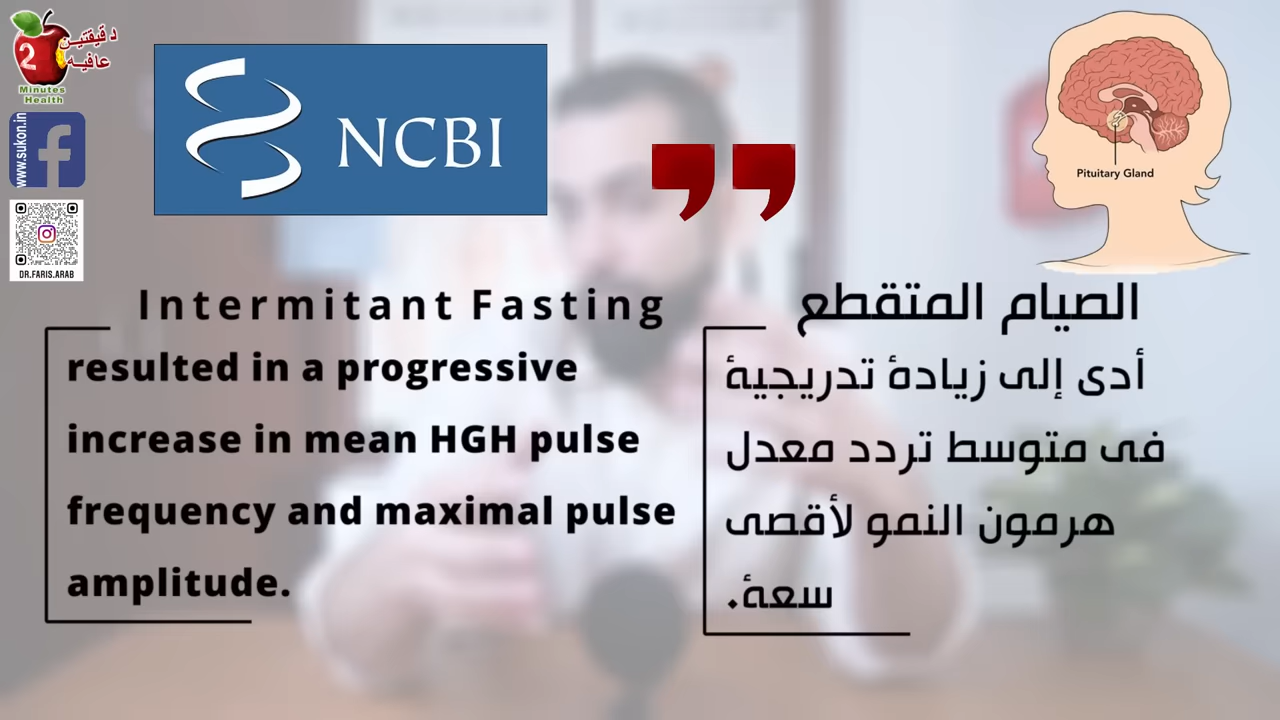 دقيقتين
عافيه
2
Minutes
Health
www.sukon.in
f
DR.FARIS.ARAB
NCBI
Pituitary Gland
Intermitant Fasting
resulted in a progressive
increase in mean HGH pulse
frequency and maximal pulse
amplitude.
الصيام المتقطع
أدى إلى زيادة تدريجية
في متوسط تردد معدل
هرمون النمو لأقصى
سعة.